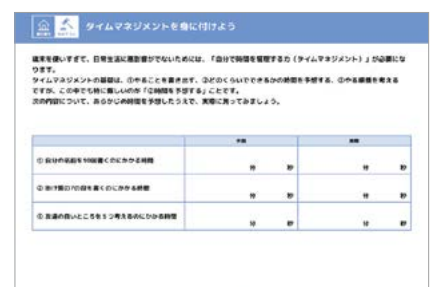 タイムマネジメントを身に付けよう
端末を使いすぎて、日常生活に悪影響がでないためには、「自分で時間を管理する力（タイムマネジメント）」が必要にな
ります。
タイムマネジメントの基礎は、①やることを書き出す、②どのくらいでできるかの時間を予想する、③やる順番を考える
ですが、この中でも特に難しいのが「②時間を予想する」ことです。
次の内容について、あらかじめ時間を予想したうえで、実際に測ってみましょう。
予想 実際
① 自分の名前を10回書くのにかかる時間
分 秒 分 秒
② 掛け算の7の段を書くのにかかる時間
分 秒 分 秒
③ 友達の良いところを5つ考えるのにかかる時間
分 秒 分 秒